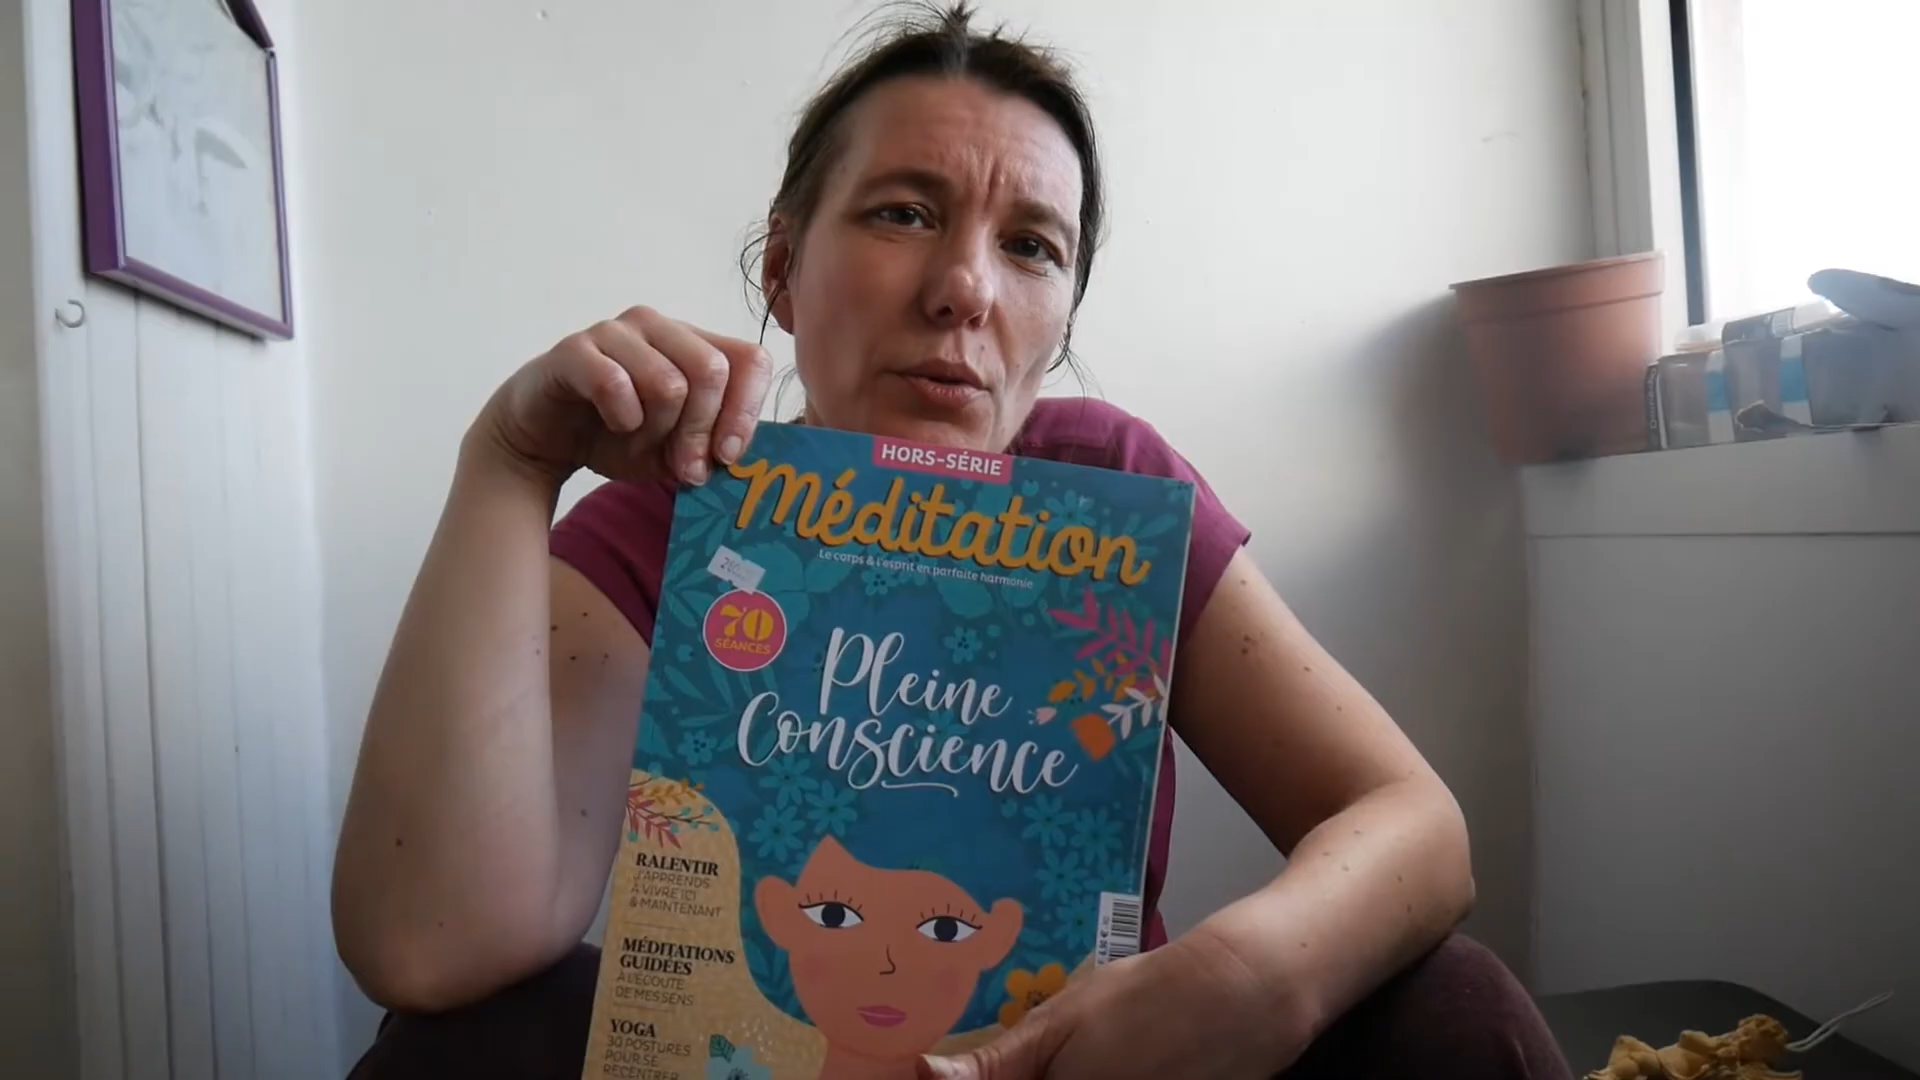 HORS-SÉRIE
Méditation
Le corps & l'esprit en parfaite harmonie
70
SÉANCES
Pleine
Conscience
RALENTIR
J'APPRENDS
À VIVRE ICI
& MAINTENANT
MÉDITATIONS
GUIDÉES
À L'ÉCOUTE
DE MES SENS
YOGA
30 POSTURES
POUR SE
RECENTRER